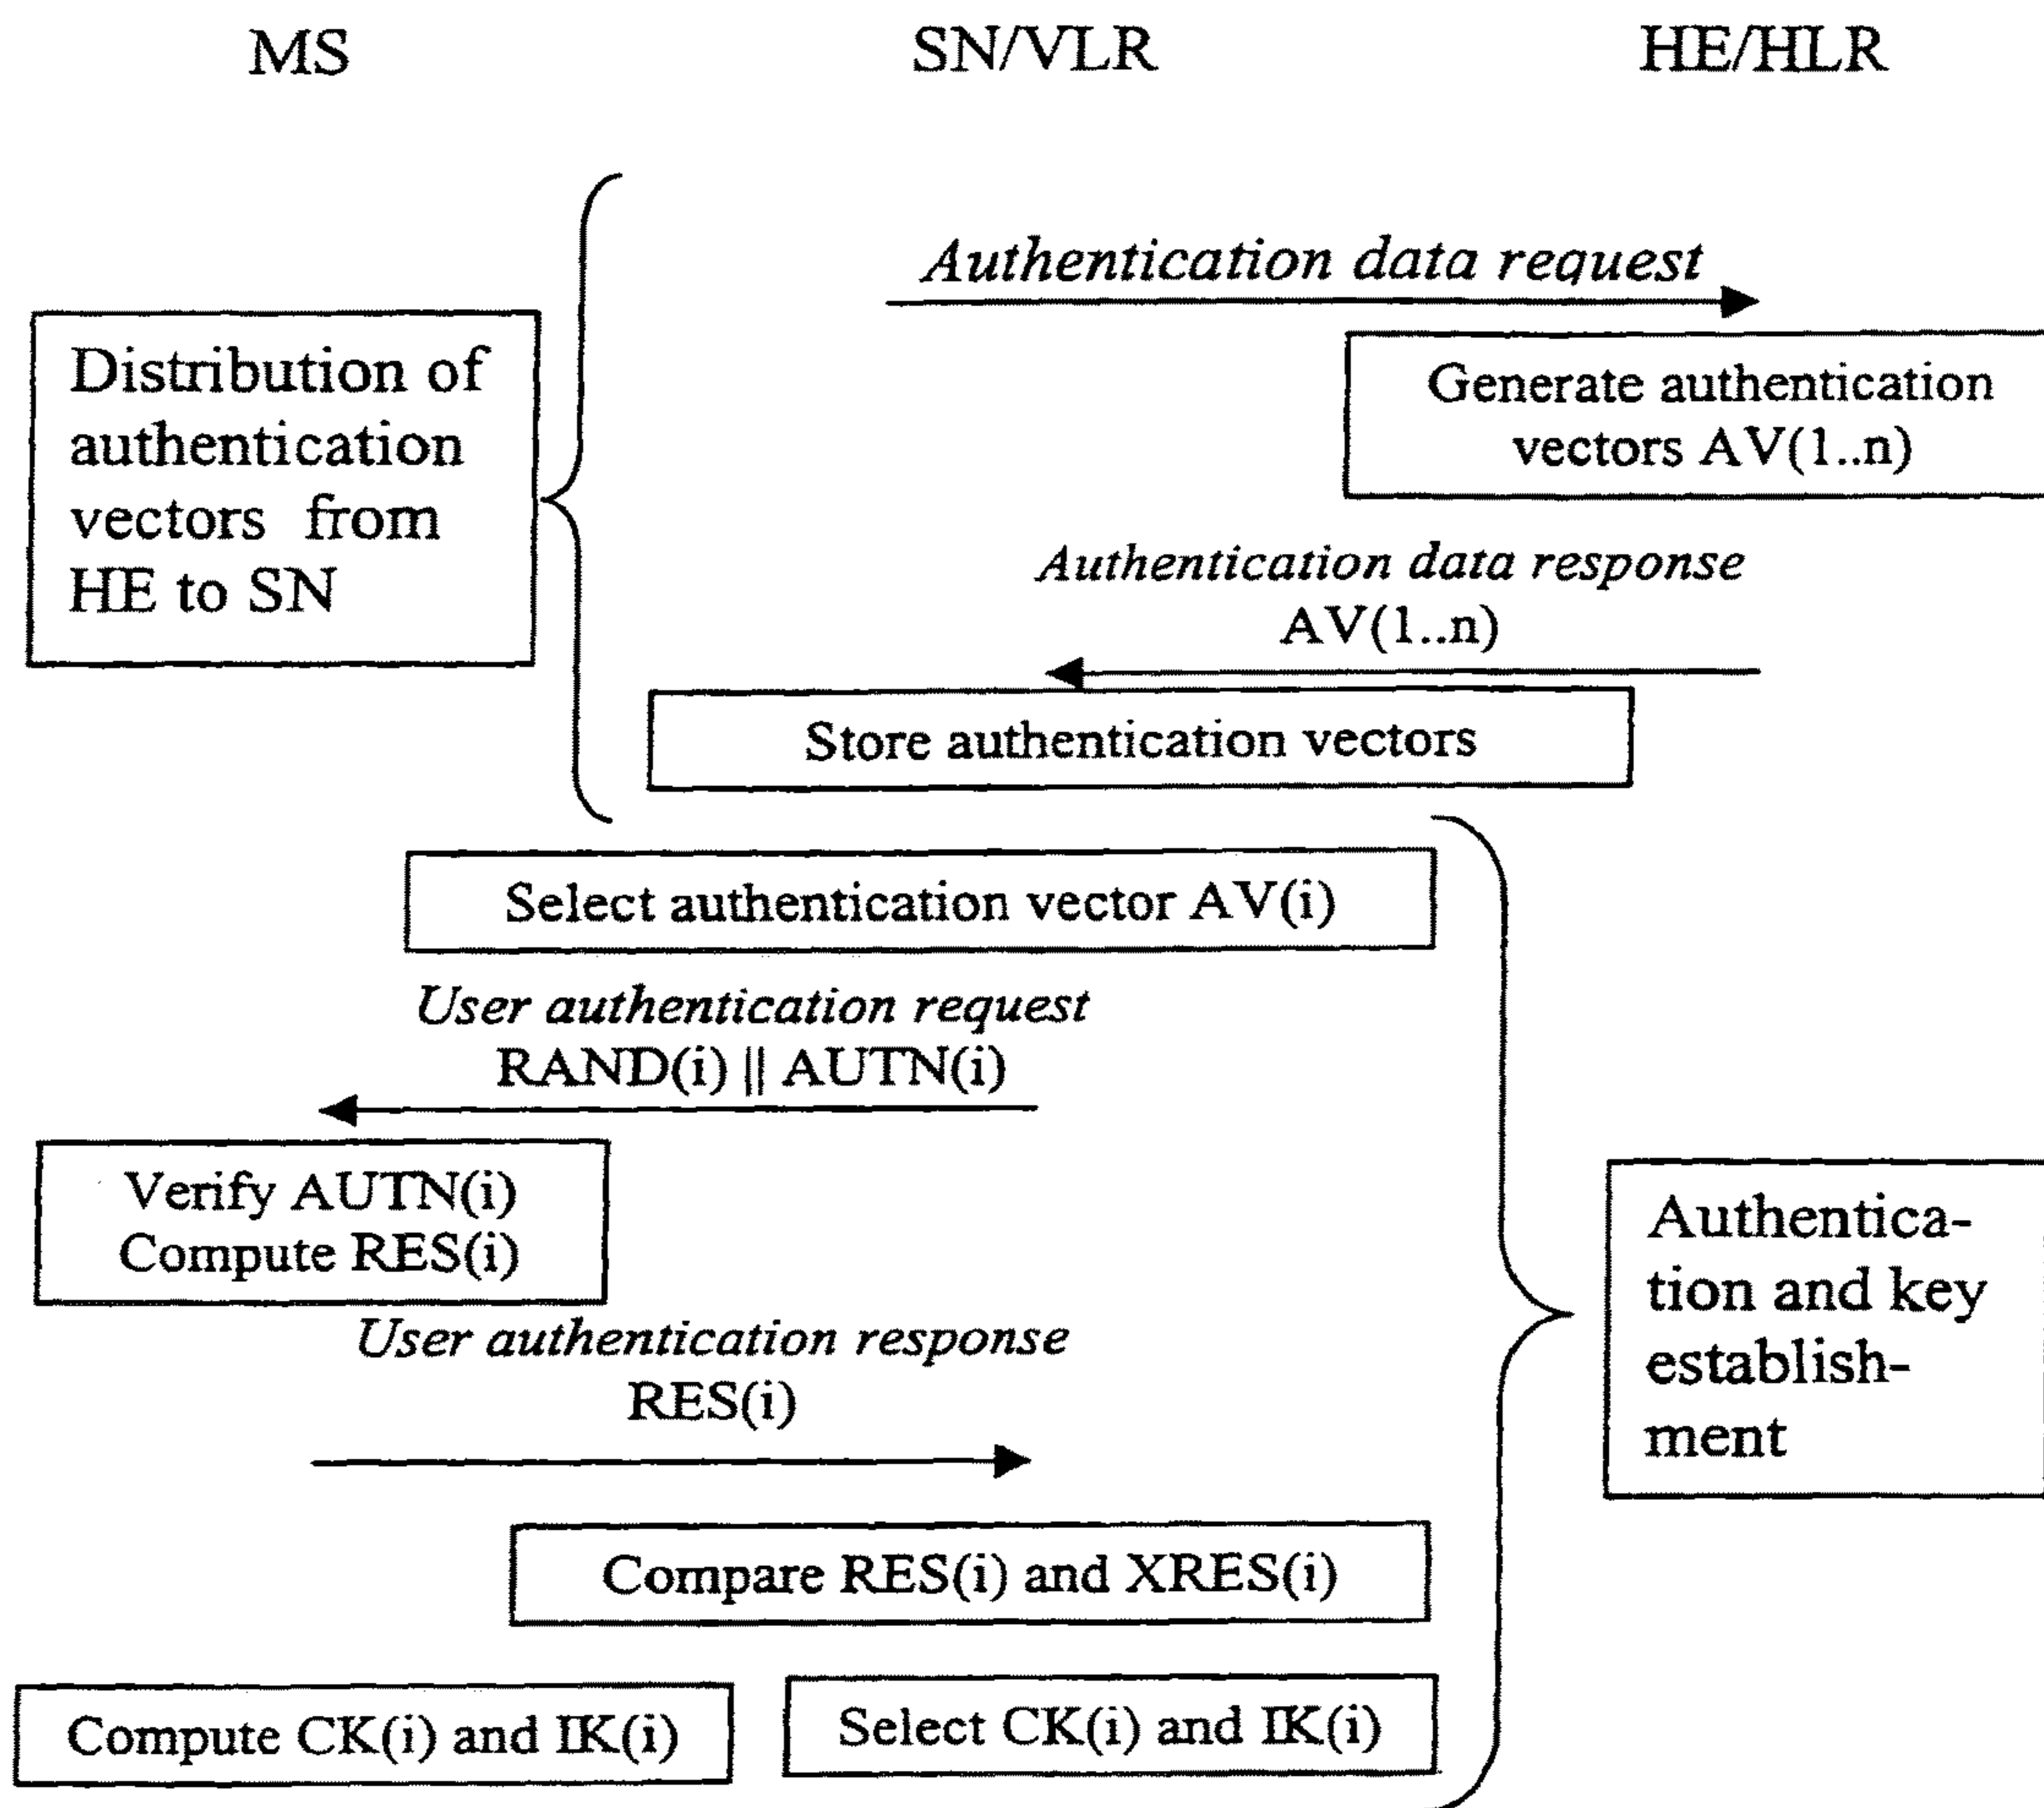 MS SN/VLR HE/HLR
Authentication data request
Distribution of
authentication
vectors from
HE to SN
Generate authentication
vectors AV(1..n)
Authentication data response
AV(1..n)
Store authentication vectors
Select authentication vector AV(i)
User authentication request
RAND(i) || AUTN(i)
Verify AUTN(i)
Compute RES(i)
User authentication response
RES(i)
Authentica-
tion and key
establish-
ment
Compare RES(i) and XRES(i)
Compute CK(i) and IK(i)
Select CK(i) and IK(i)